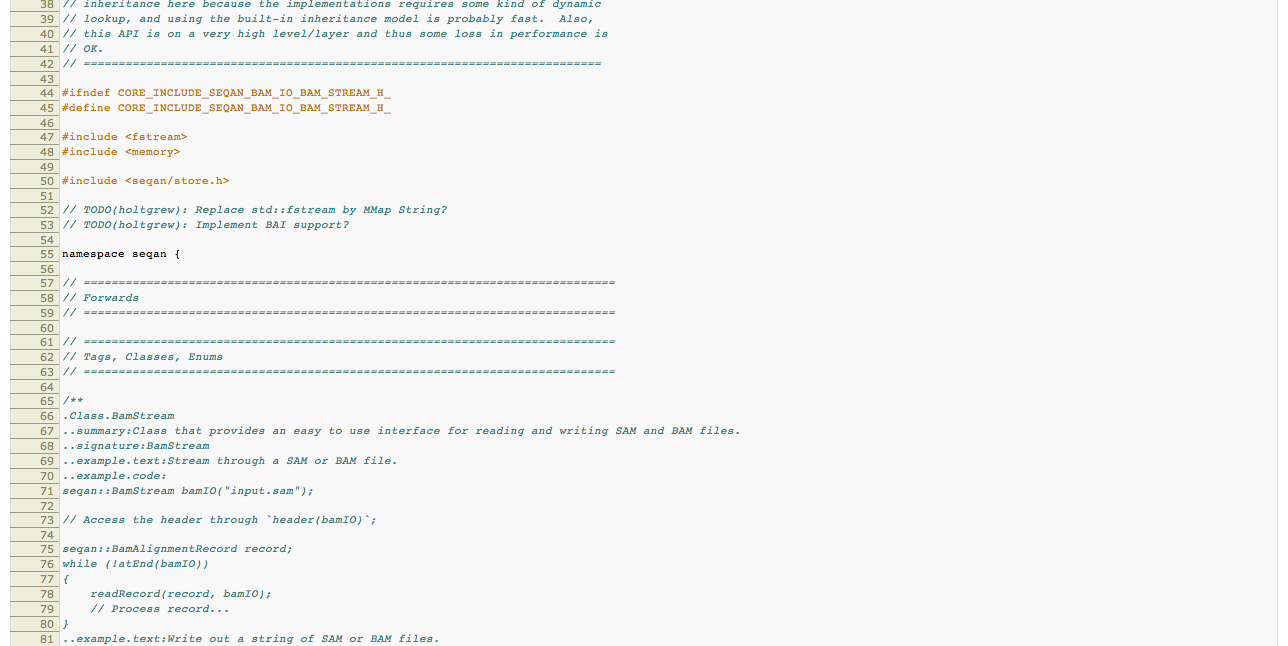 38 // inheritance here because the implementations requires some kind of dynamic
39 // lookup, and using the built-in inheritance model is probably fast.  Also,
40 // this API is on a very high level/layer and thus some loss in performance is
41 // OK.
42 // ==========================================================================
43
44 #ifndef CORE_INCLUDE_SEQAN_BAM_IO_BAM_STREAM_H_
45 #define CORE_INCLUDE_SEQAN_BAM_IO_BAM_STREAM_H_
46
47 #include <fstream>
48 #include <memory>
49
50 #include <seqan/store.h>
51
52 // TODO(holtgrew): Replace std::fstream by MMap String?
53 // TODO(holtgrew): Implement BAI support?
54
55 namespace seqan {
56
57 // ============================================================================
58 // Forwards
59 // ============================================================================
60
61 // ============================================================================
62 // Tags, Classes, Enums
63 // ============================================================================
64
65 /**
66 .Class.BamStream
67 ..summary:Class that provides an easy to use interface for reading and writing SAM and BAM files.
68 ..signature:BamStream
69 ..example.text:Stream through a SAM or BAM file.
70 ..example.code:
71 seqan::BamStream bamIO("input.sam");
72
73 // Access the header through `header(bamIO)`;
74
75 seqan::BamAlignmentRecord record;
76 while (!atEnd(bamIO))
77 {
78     readRecord(record, bamIO);
79     // Process record...
80 }
81 ..example.text:Write out a string of SAM or BAM files.